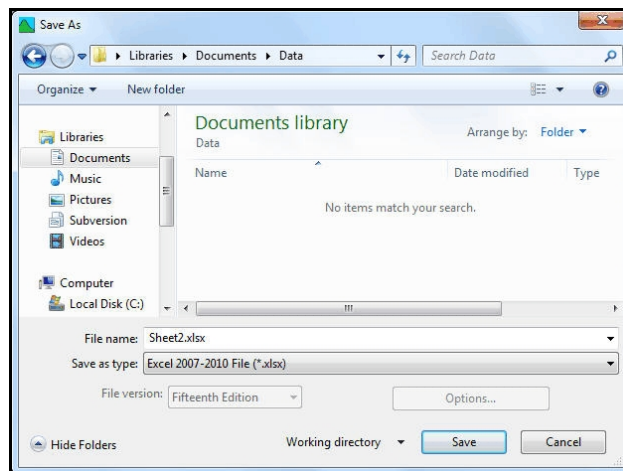 Save As
Libraries Documents Data Search Data
Organize New folder
Libraries
Documents
Music
Pictures
Subversion
Videos
Computer
Local Disk (C:)
Documents library
Data
Arrange by: Folder
Name Date modified Type
No items match your search.
File name: Sheet2.xlsx
Save as type: Excel 2007-2010 File (*.xlsx)
File version: Fifteenth Edition Options...
Hide Folders Working directory Save Cancel